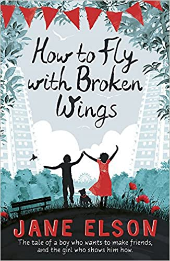 How to Fly
with Broken
Wings
JANE ELSON
The tale of a boy who wants to make friends,
and the girl who shows him how.